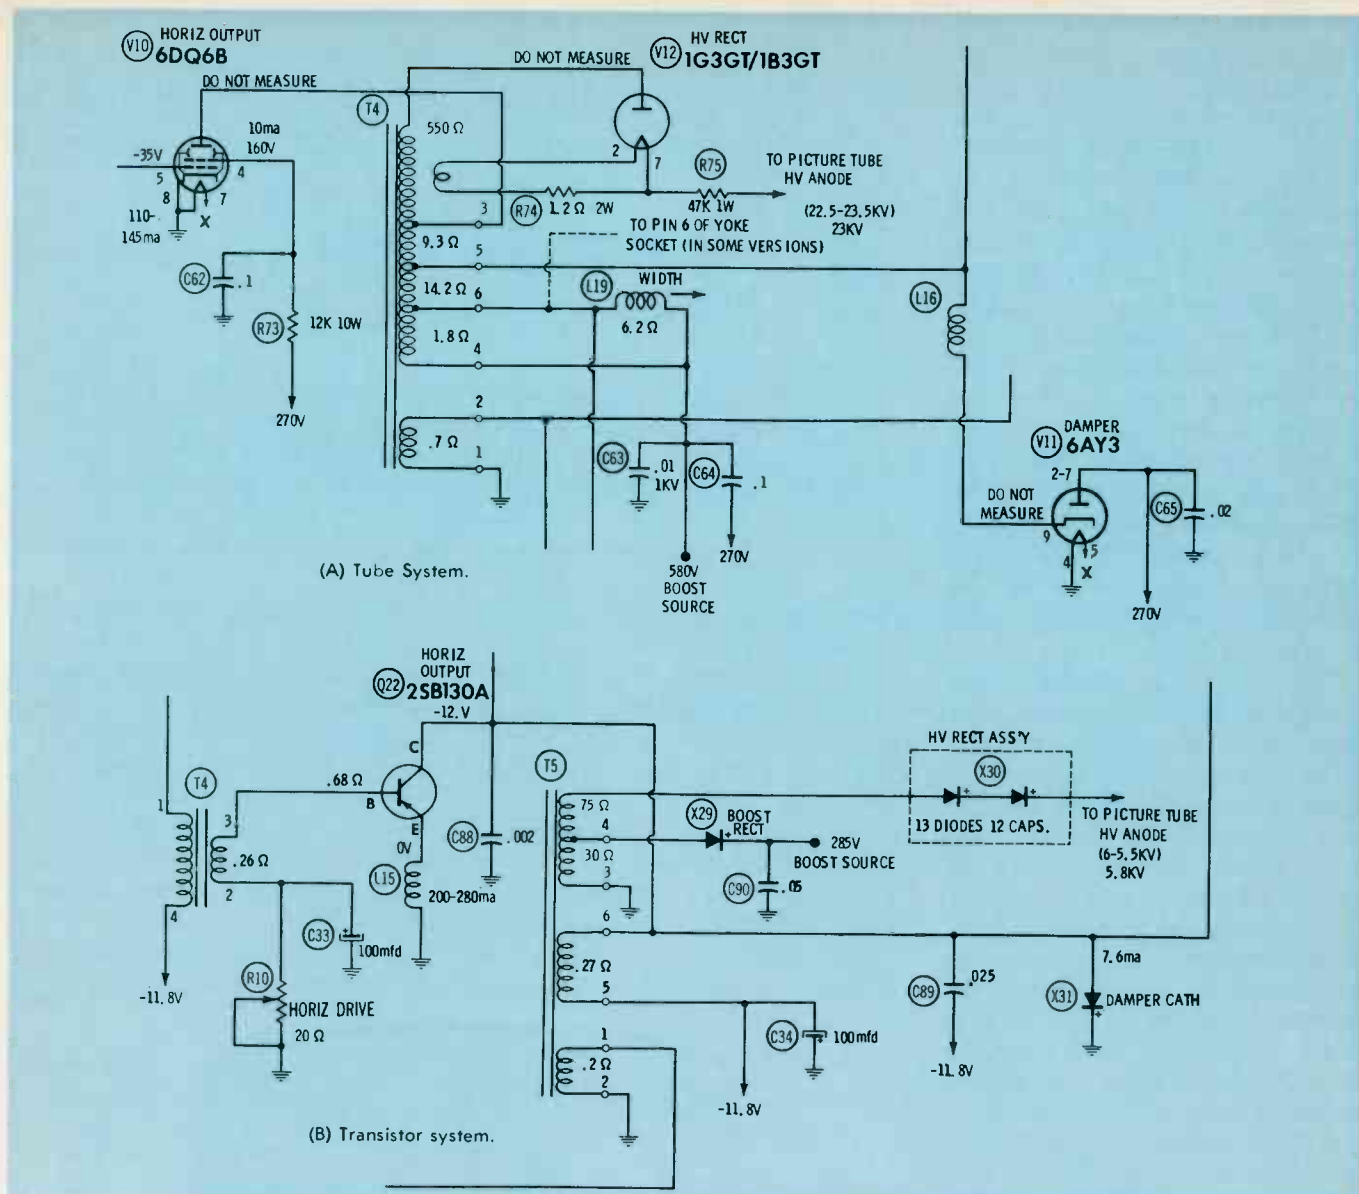 V10
HORIZ OUTPUT
6DQ6B
DO NOT MEASURE
10ma
160V
-35V
5
4
8
7
X
110-
145ma
C62
.1
R73
12K 10W
270V
T4
550 Ω
3
9.3 Ω
5
14.2 Ω
6
1.8 Ω
4
2
.7 Ω
1
DO NOT MEASURE
V12
HV RECT
1G3GT/1B3GT
2
7
R74
1.2 Ω 2W
R75
47K 1W
TO PICTURE TUBE
HV ANODE
(22.5-23.5KV)
23KV
TO PIN 6 OF YOKE
SOCKET (IN SOME VERSIONS)
L19
WIDTH
6.2 Ω
C63
.01
1KV
C64
.1
270V
580V
BOOST
SOURCE
L16
V11
DAMPER
6AY3
2-7
DO NOT
MEASURE
9
4
5
X
C65
.02
270V
(A) Tube System.
HORIZ
OUTPUT
Q22
2SB130A
-12.V
C
B
E
0V
.68 Ω
T4
1
3
.26 Ω
2
4
-11.8V
R10
HORIZ DRIVE
20 Ω
C33
+
100mfd
L15
200-280ma
C88
.002
T5
75 Ω
4
30 Ω
3
6
.27 Ω
5
1
.2 Ω
2
X29
BOOST
RECT
+
285V
BOOST SOURCE
C90
.05
HV RECT ASS'Y
X30
+
+
13 DIODES 12 CAPS.
TO PICTURE TUBE
HV ANODE
(6-5.5KV)
5.8KV
C34
+
100mfd
-11.8V
C89
.025
-11.8V
7.6ma
X31
DAMPER CATH
+
(B) Transistor system.